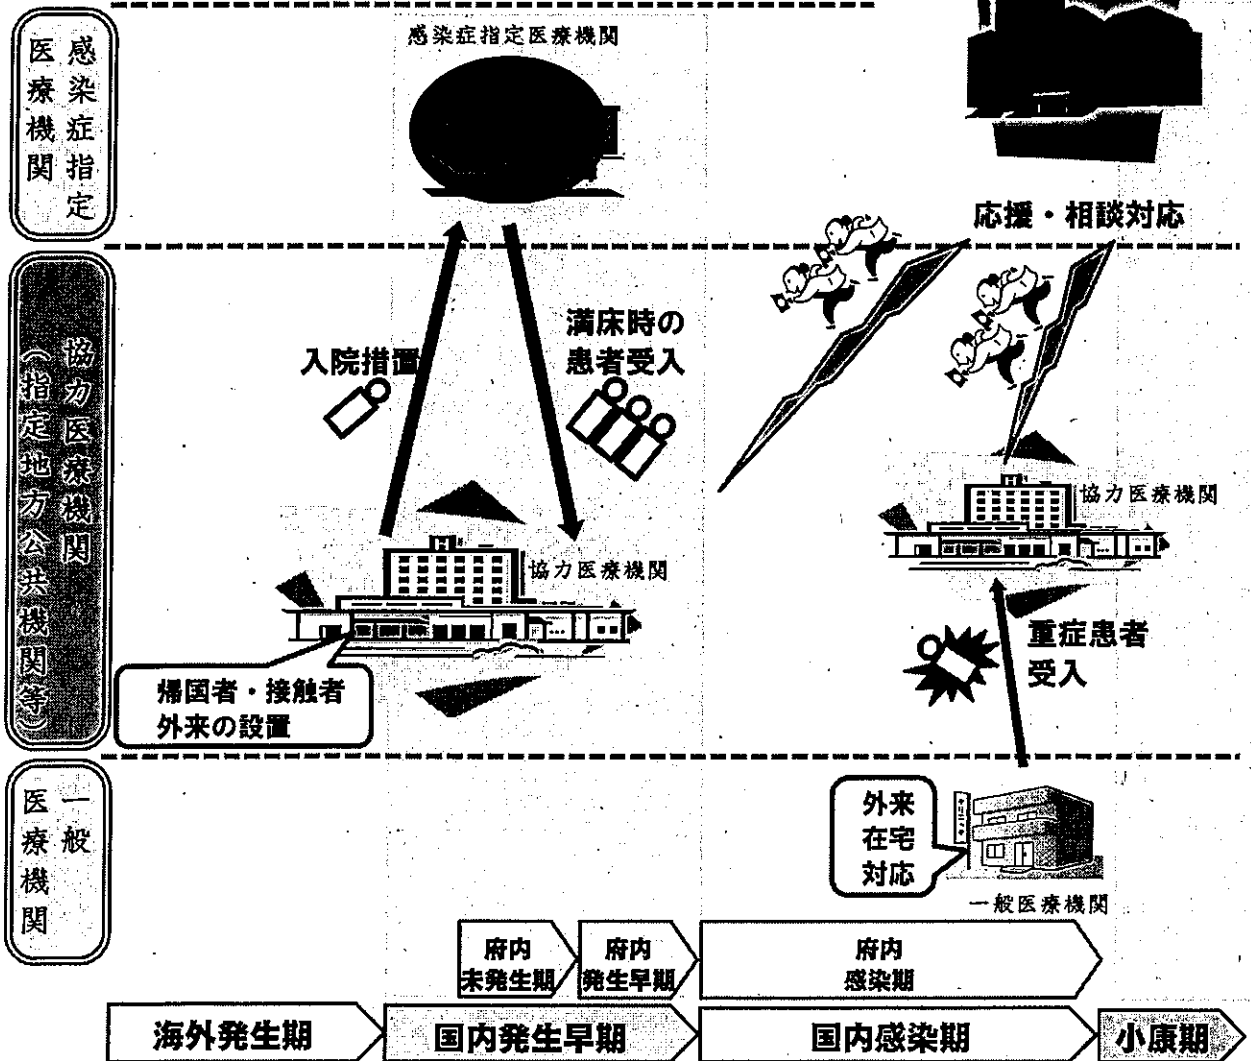 感染症指定
医療機関
感染症指定医療機関
応援・相談対応
協力医療機関
(指定地方公共機関等)
入院措置
満床時の
患者受入
協力医療機関
協力医療機関
帰国者・接触者
外来の設置
重症患者
受入
一般
医療機関
外来
在宅
対応
一般医療機関
府内
未発生期
府内
発生早期
府内
感染期
海外発生期
国内発生早期
国内感染期
小康期